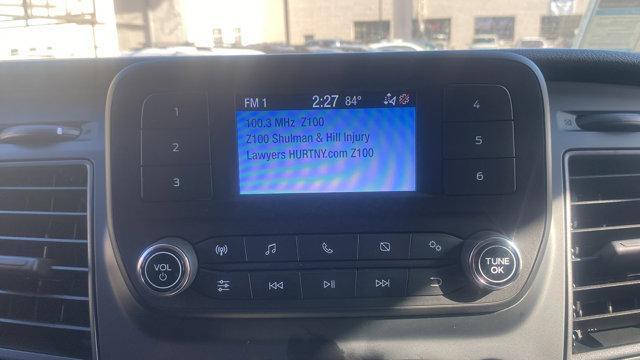 FM 1 2:27 84°
100.3 MHz Z100
Z100 Shulman & Hill Injury
Lawyers HURTNY.com Z100
1
2
3
4
5
6
VOL
TUNE
OK